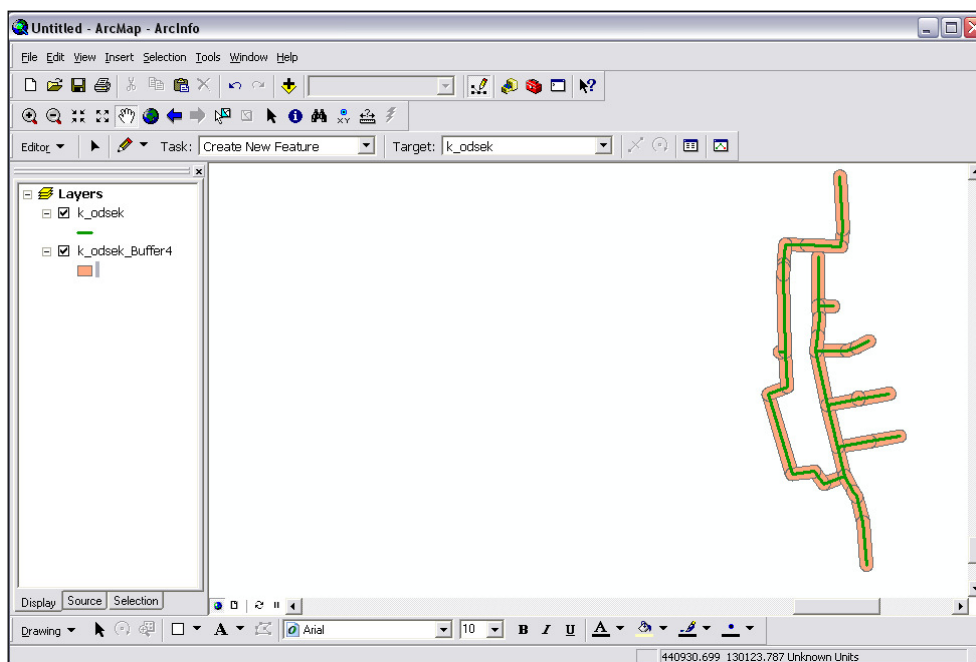 Untitled - ArcMap - ArcInfo
File Edit View Insert Selection Tools Window Help
XY
Editor Task: Create New Feature Target: k_odsek
Layers
k_odsek
k_odsek_Buffer4
Display Source Selection
Drawing A Arial 10 B I U A
440930.699 130123.787 Unknown Units